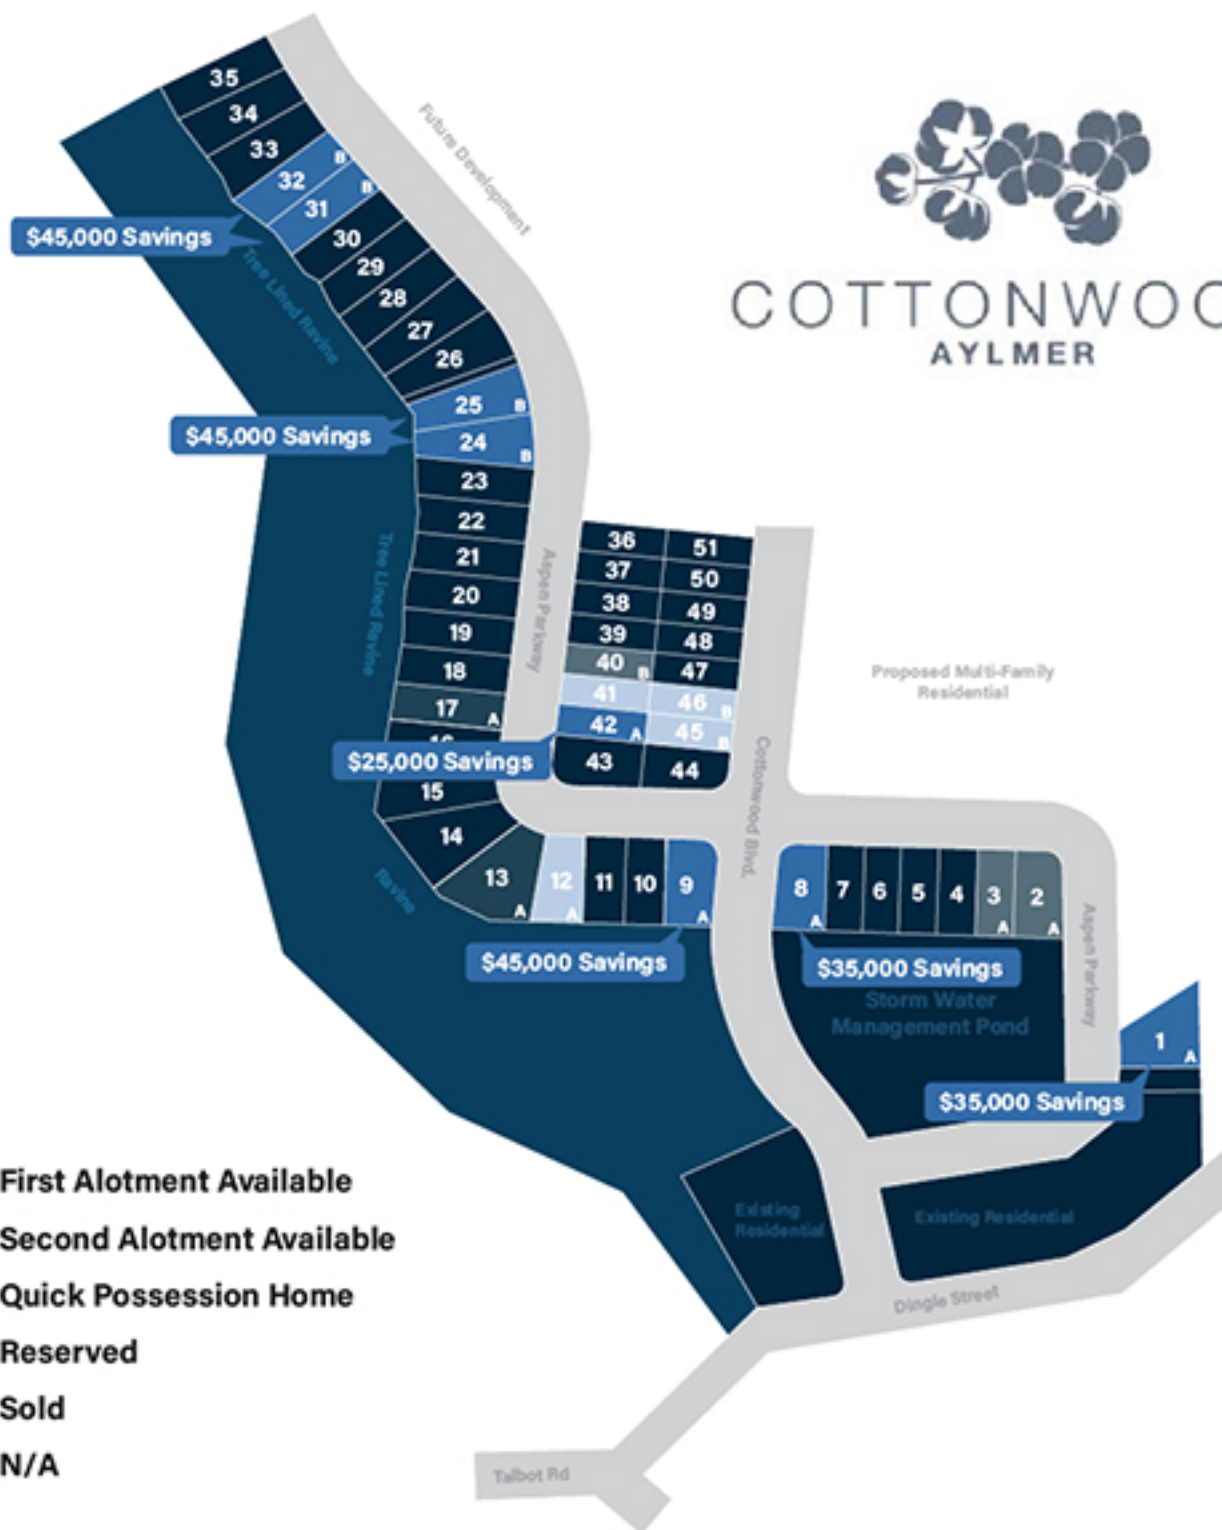 35
34
33
32 B
31 B
30
29
28
27
26
25 B
24 B
23
22
21
20
19
18
17 A
15
14
13 A
12 A
11
10
9 A
8 A
7
6
5
4
3 A
2 A
1 A
36
37
38
39
40 B
41
42 A
43
51
50
49
48
47
46 B
45 B
44
Future Development
$45,000 Savings
Tree Lined Ravine
$45,000 Savings
Tree Lined Ravine
Aspen Parkway
$25,000 Savings
Ravine
$45,000 Savings
$35,000 Savings
$35,000 Savings
COTTONWOO
AYLMER
Proposed Multi-Family
Residential
Cottonwood Blvd.
Aspen Parkway
Storm Water
Management Pond
Existing
Residential
Existing Residential
Dingle Street
Talbot Rd
First Alotment Available
Second Alotment Available
Quick Possession Home
Reserved
Sold
N/A